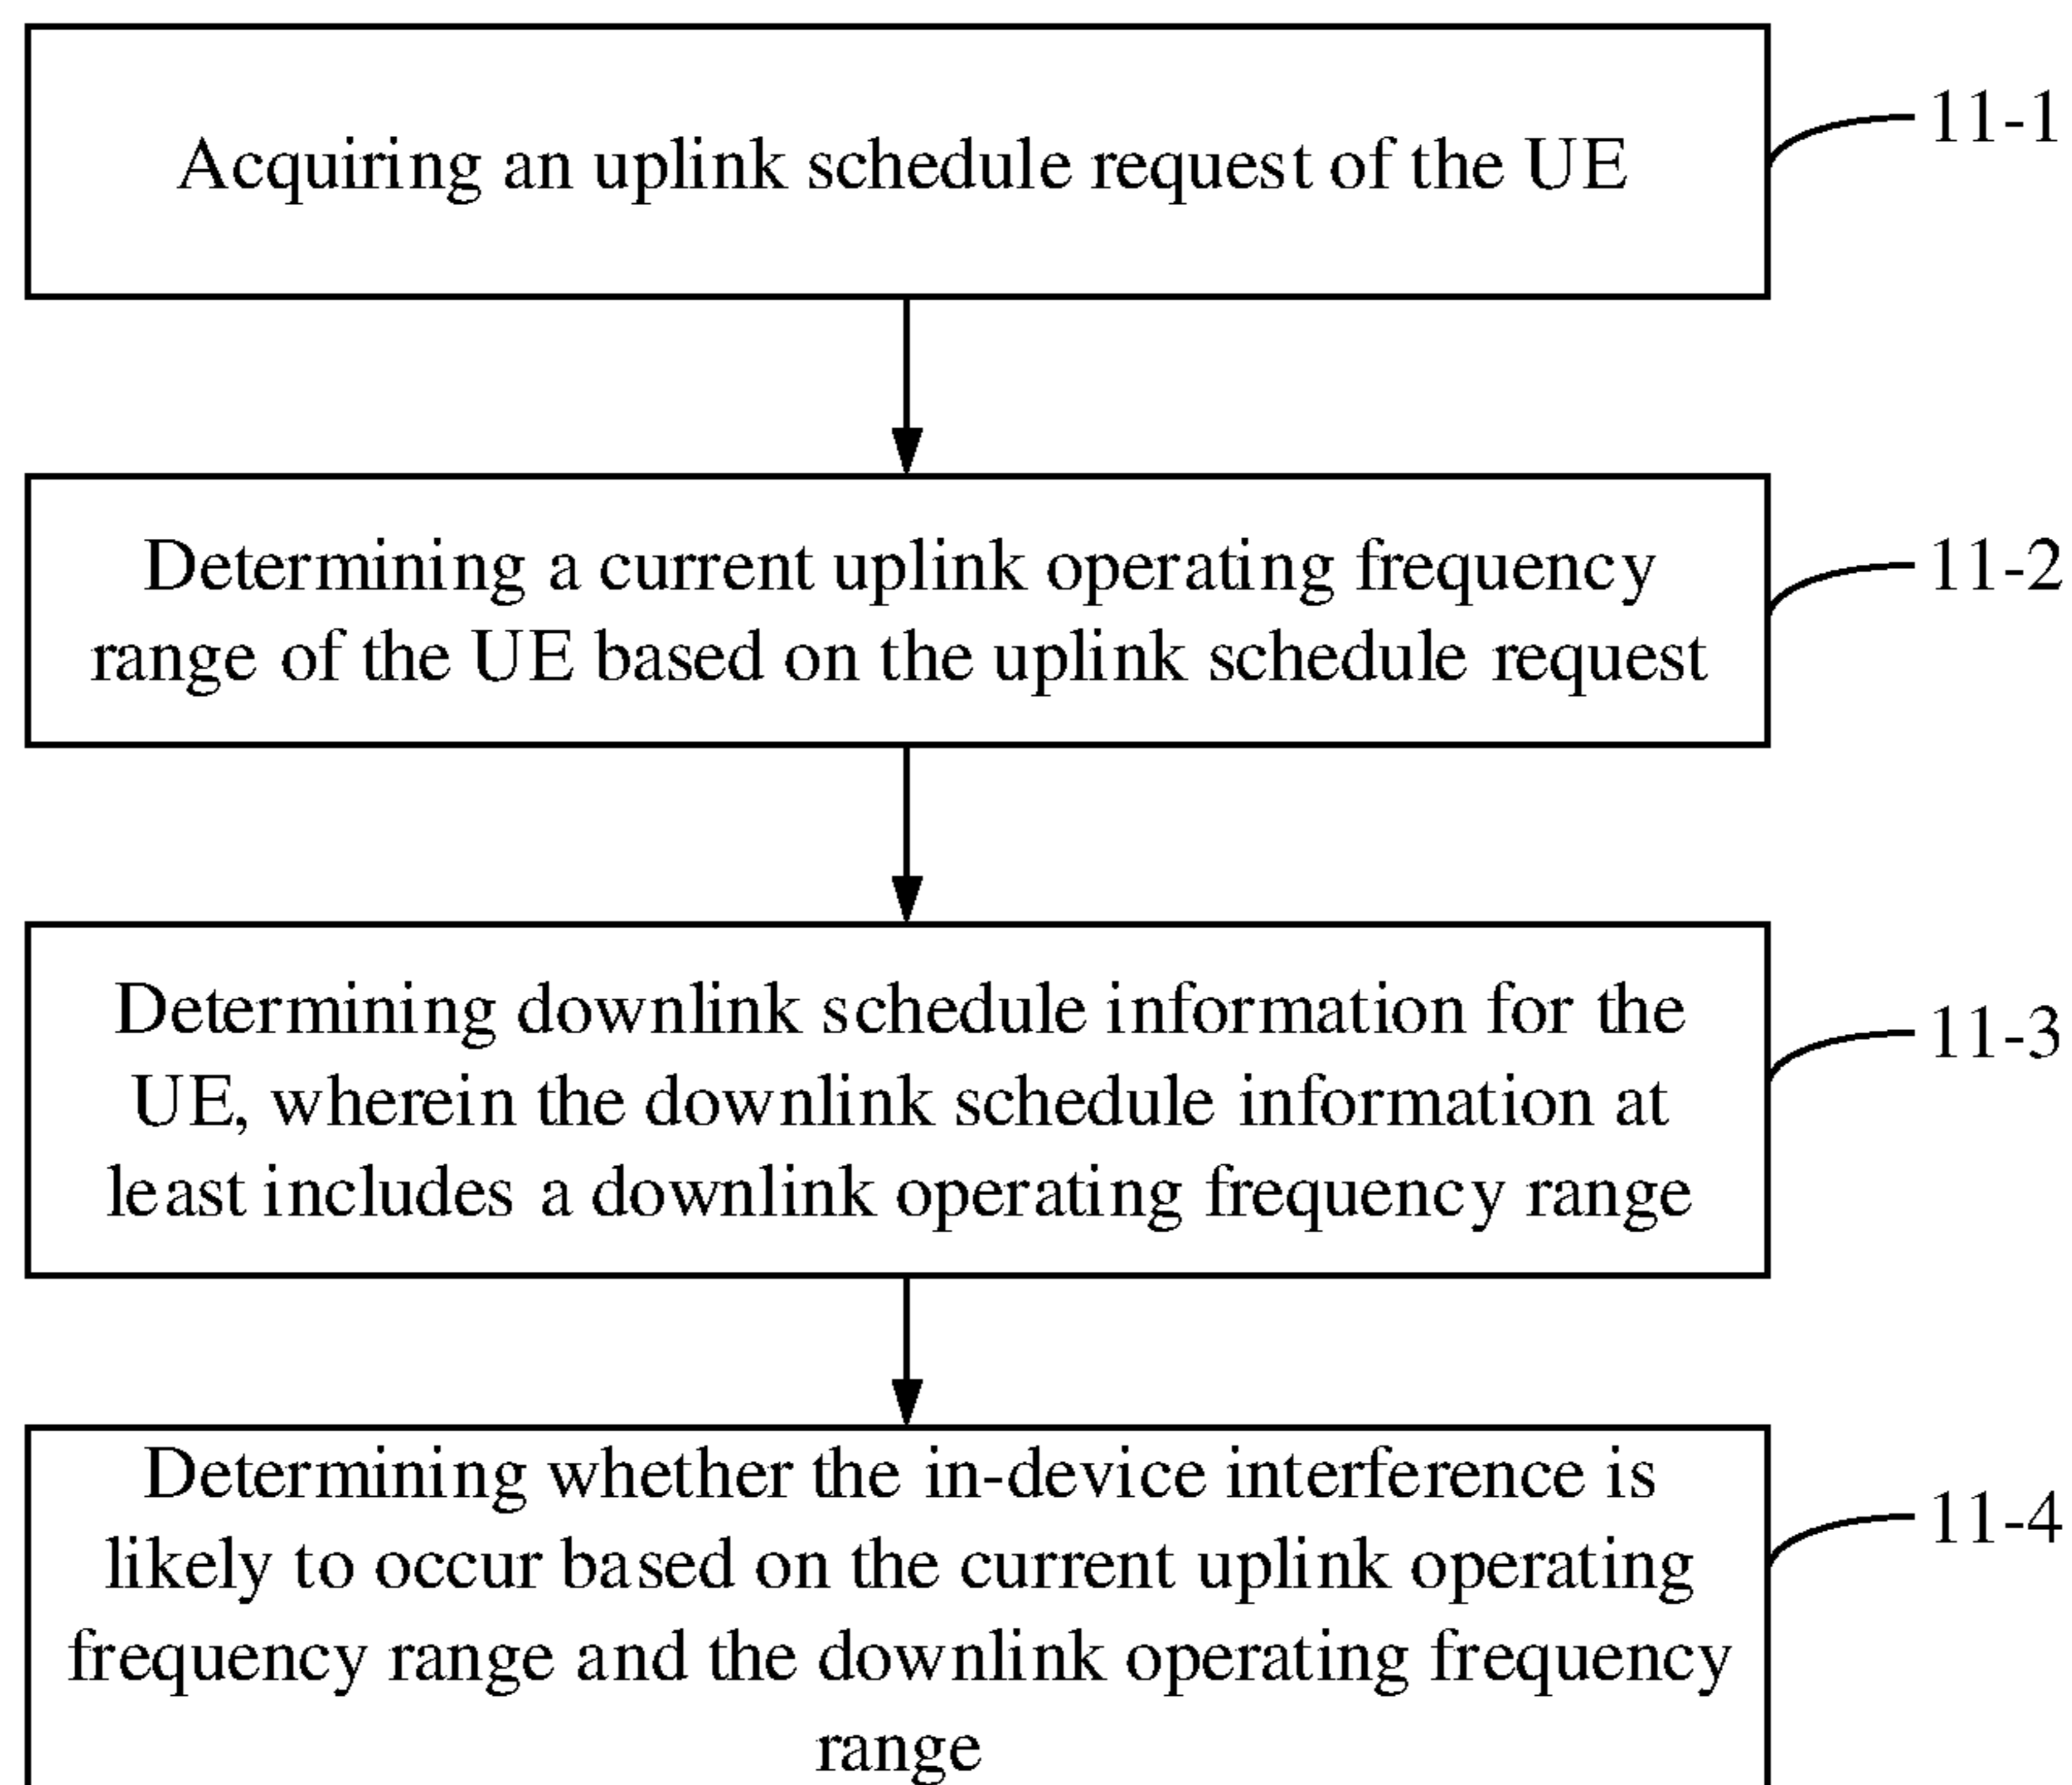 Acquiring an uplink schedule request of the UE
11-1
Determining a current uplink operating frequency
range of the UE based on the uplink schedule request
11-2
Determining downlink schedule information for the
UE, wherein the downlink schedule information at
least includes a downlink operating frequency range
11-3
Determining whether the in-device interference is
likely to occur based on the current uplink operating
frequency range and the downlink operating frequency
range
11-4